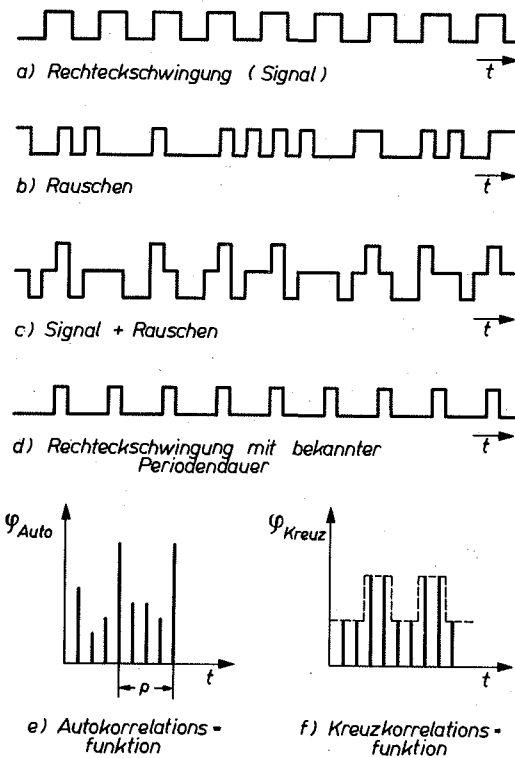 a) Rechteckschwingung (Signal)
t
b) Rauschen
t
c) Signal + Rauschen
t
d) Rechteckschwingung mit bekannter
Periodendauer
t
φAuto
t
p
e) Autokorrelations-
funktion
φKreuz
t
f) Kreuzkorrelations-
funktion